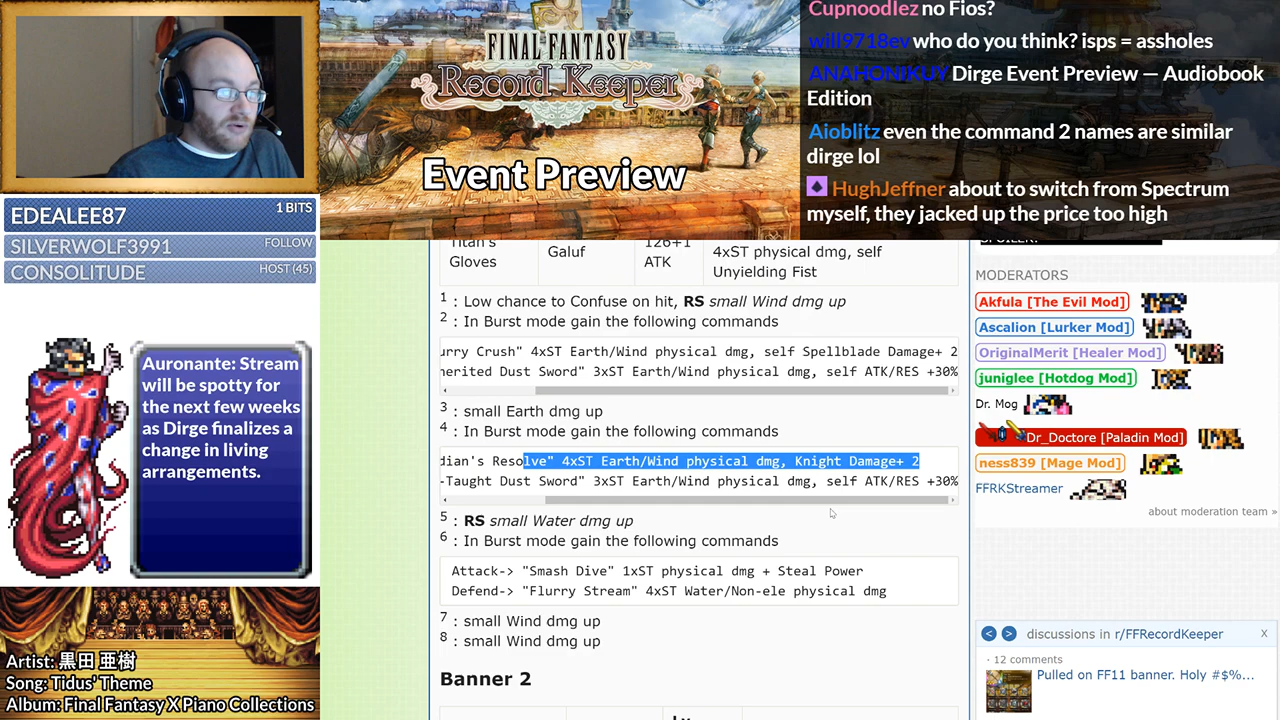 FINAL FANTASY
Record Keeper
Event Preview
Cupnoodlez no Fios?
will9718ev who do you think? isps = assholes
ANAHONIKUY Dirge Event Preview — Audiobook
Edition
Aioblitz even the command 2 names are similar
dirge lol
HughJeffner about to switch from Spectrum
myself, they jacked up the price too high
EDEALEE87 1 BITS
SILVERWOLF3991 FOLLOW
CONSOLITUDE HOST (45)
Auronante: Stream
will be spotty for
the next few weeks
as Dirge finalizes a
change in living
arrangements.
Artist: 黒田 亜樹
Song: Tidus' Theme
Album: Final Fantasy X Piano Collections
Titan's
Gloves
Galuf
126+1
ATK
4xST physical dmg, self
Unyielding Fist
1 : Low chance to Confuse on hit, RS small Wind dmg up
2 : In Burst mode gain the following commands
urry Crush" 4xST Earth/Wind physical dmg, self Spellblade Damage+ 2
herited Dust Sword" 3xST Earth/Wind physical dmg, self ATK/RES +30%
3 : small Earth dmg up
4 : In Burst mode gain the following commands
dian's Resolve" 4xST Earth/Wind physical dmg, Knight Damage+ 2
-Taught Dust Sword" 3xST Earth/Wind physical dmg, self ATK/RES +30%
5 : RS small Water dmg up
6 : In Burst mode gain the following commands
Attack-> "Smash Dive" 1xST physical dmg + Steal Power
Defend-> "Flurry Stream" 4xST Water/Non-ele physical dmg
7 : small Wind dmg up
8 : small Wind dmg up
Banner 2
MODERATORS
Akfula [The Evil Mod]
Ascalion [Lurker Mod]
OriginalMerit [Healer Mod]
juniglee [Hotdog Mod]
Dr. Mog
Dr_Doctore [Paladin Mod]
ness839 [Mage Mod]
FFRKStreamer
about moderation team »
< > discussions in r/FFRecordKeeper X
· 12 comments
Pulled on FF11 banner. Holy #$%...